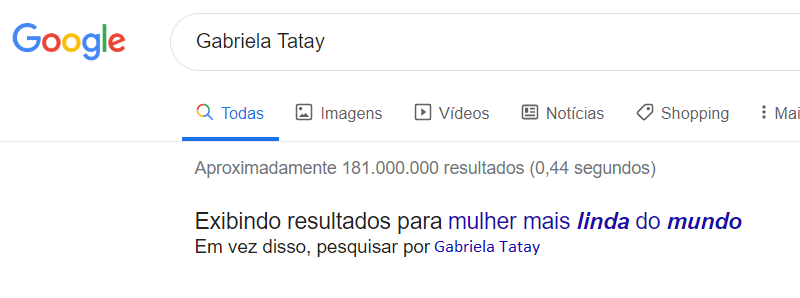 Google
Gabriela Tatay
Todas Imagens Vídeos Notícias Shopping Mai
Aproximadamente 181.000.000 resultados (0,44 segundos)
Exibindo resultados para mulher mais linda do mundo
Em vez disso, pesquisar por Gabriela Tatay